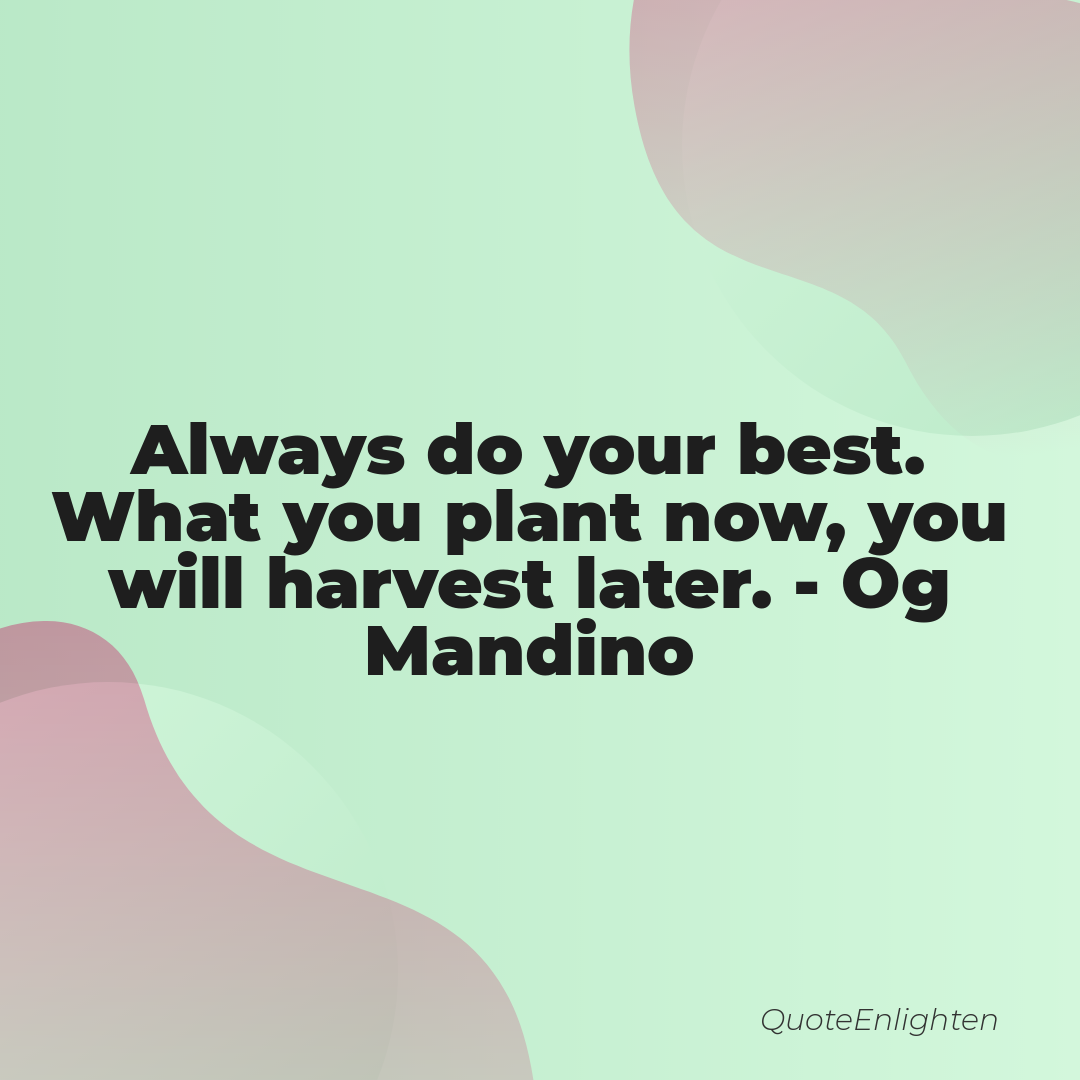 Always do your best.
What you plant now, you
will harvest later. - Og
Mandino
QuoteEnlighten